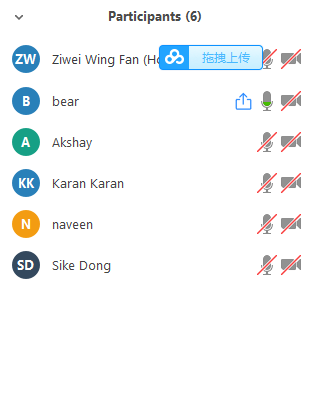 Participants (6)
ZW Ziwei Wing Fan (Ho 拖拽上传
B bear
A Akshay
KK Karan Karan
N naveen
SD Sike Dong